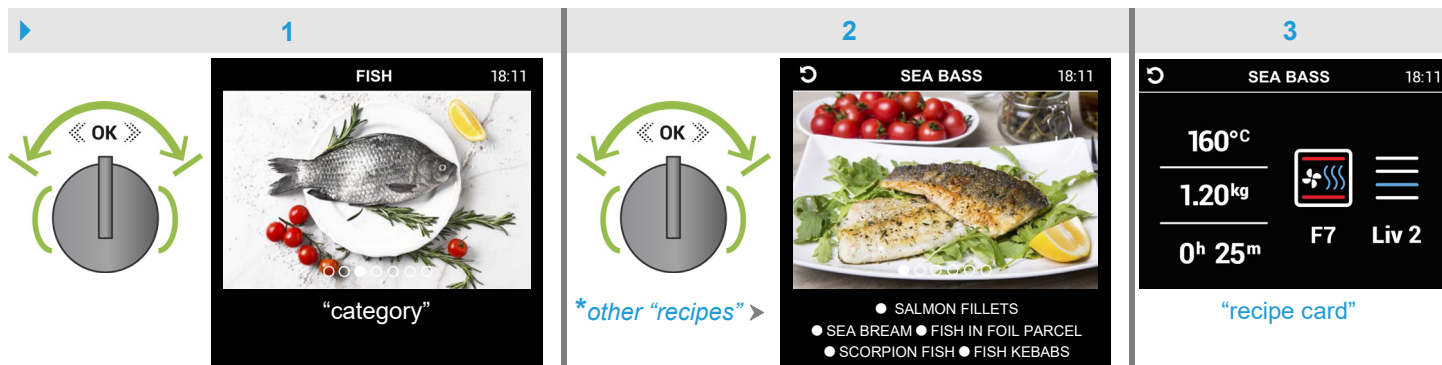 1
2
3
OK
FISH 18:11
“category”
OK
*other “recipes”
SEA BASS 18:11
● SALMON FILLETS
● SEA BREAM ● FISH IN FOIL PARCEL
● SCORPION FISH ● FISH KEBABS
SEA BASS 18:11
160°C
1.20kg
0h 25m
F7
Liv 2
“recipe card”